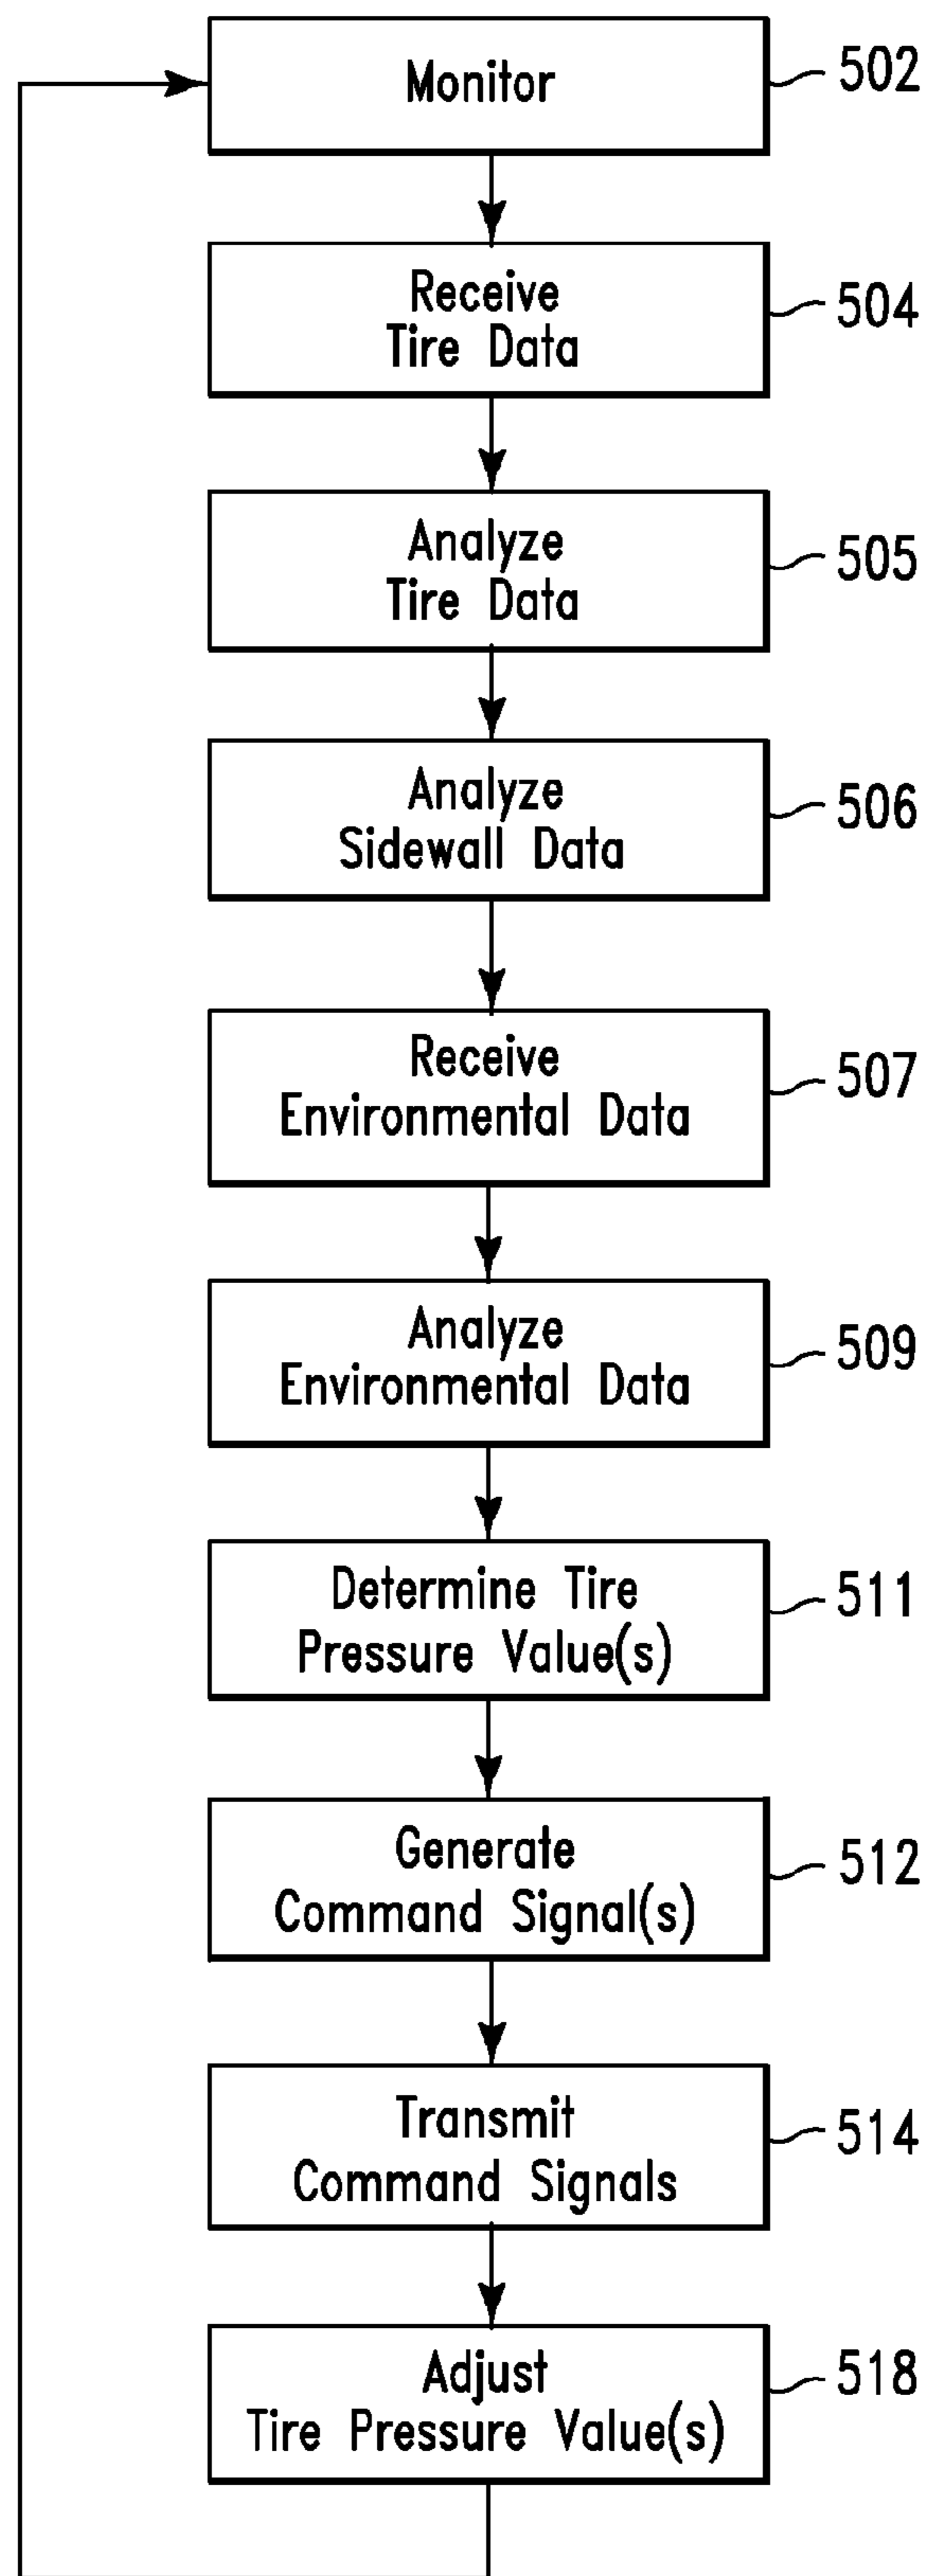 Monitor
502
Receive
Tire Data
504
Analyze
Tire Data
505
Analyze
Sidewall Data
506
Receive
Environmental Data
507
Analyze
Environmental Data
509
Determine Tire
Pressure Value(s)
511
Generate
Command Signal(s)
512
Transmit
Command Signals
514
Adjust
Tire Pressure Value(s)
518